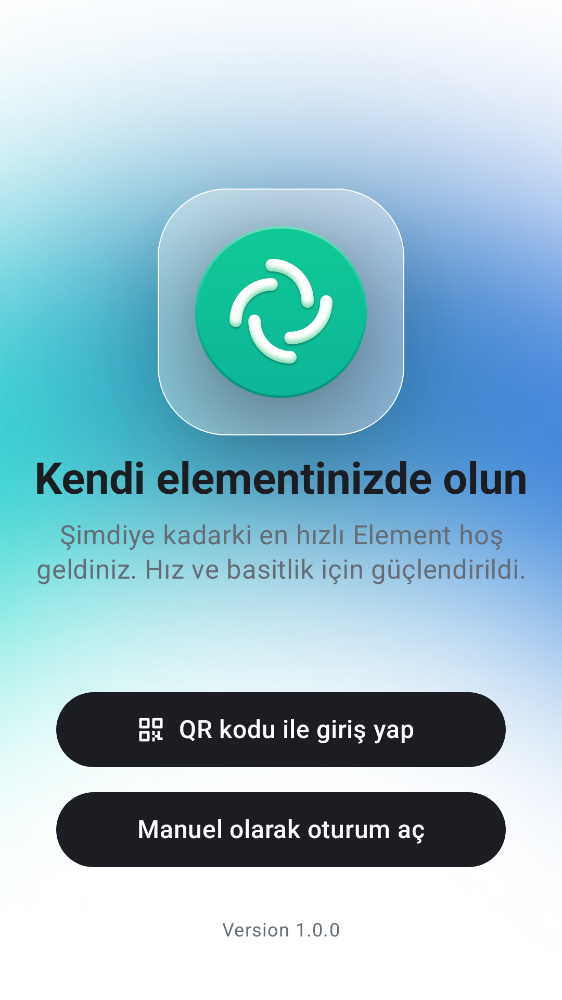 Kendi elementinizde olun
Şimdiye kadarki en hızlı Element hoş
geldiniz. Hız ve basitlik için güçlendirildi.
QR kodu ile giriş yap
Manuel olarak oturum aç
Version 1.0.0